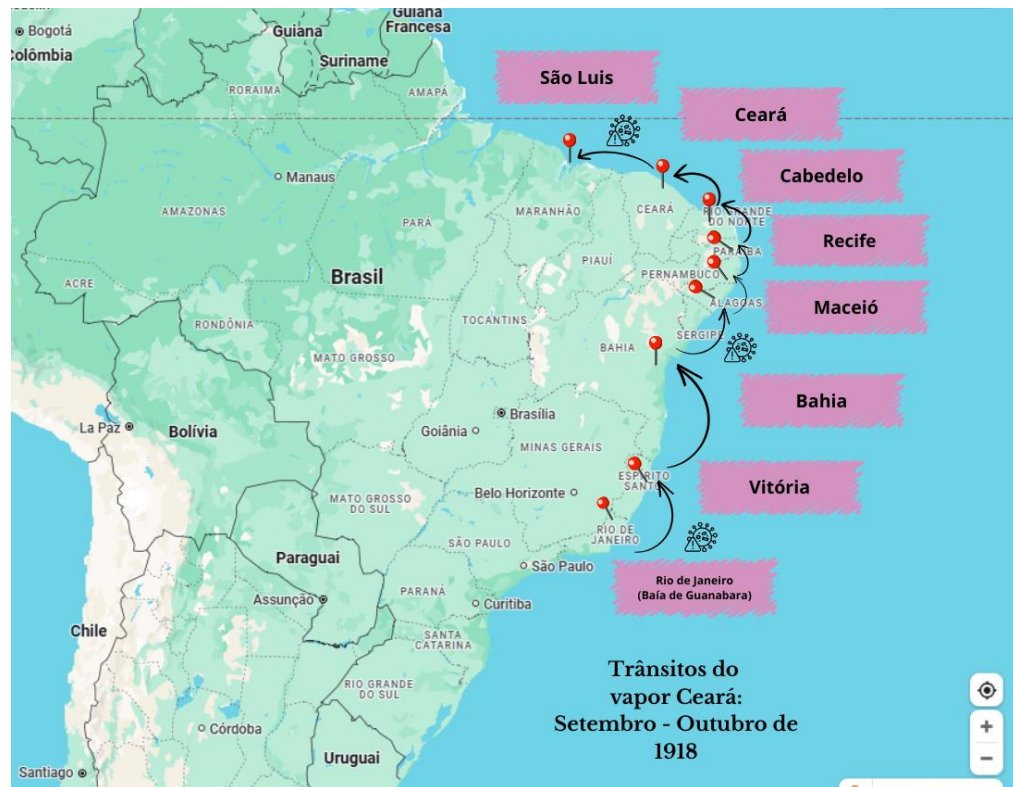 Guiana
Francesa
Bogotá
Colômbia
Guiana
Suriname
RORAIMA
AMAPÁ
São Luis
Ceará
Cabedelo
Recife
Maceió
Bahia
Vitória
Rio de Janeiro
(Baía de Guanabara)
Manaus
AMAZONAS
PARÁ
MARANHÃO
CEARÁ
RIO GRANDE
DO NORTE
PARAÍBA
PIAUÍ
PERNAMBUCO
ALAGOAS
SERGIPE
ACRE
Brasil
RONDÔNIA
TOCANTINS
BAHIA
MATO GROSSO
Brasília
Goiânia
La Paz
Bolívia
MINAS GERAIS
ESPÍRITO
SANTO
Belo Horizonte
MATO GROSSO
DO SUL
RIO DE
JANEIRO
SÃO PAULO
São Paulo
Paraguai
PARANÁ
Assunção
Curitiba
Chile
SANTA
CATARINA
RIO GRANDE
DO SUL
Córdoba
Uruguai
Santiago
Trânsitos do
vapor Ceará:
Setembro - Outubro de
1918